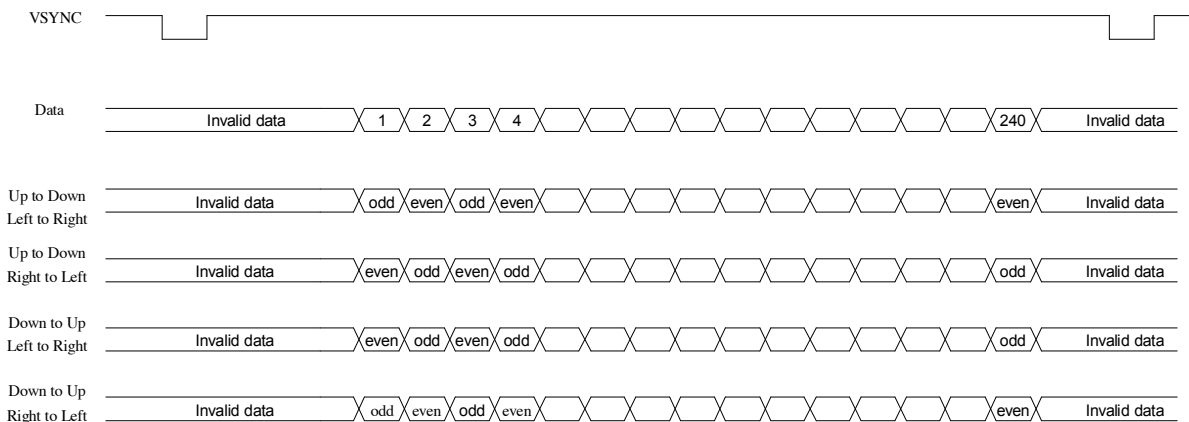 VSYNC
Data Invalid data 1 2 3 4 240 Invalid data
Up to Down
Left to Right Invalid data odd even odd even even Invalid data
Up to Down
Right to Left Invalid data even odd even odd odd Invalid data
Down to Up
Left to Right Invalid data even odd even odd odd Invalid data
Down to Up
Right to Left Invalid data odd even odd even even Invalid data